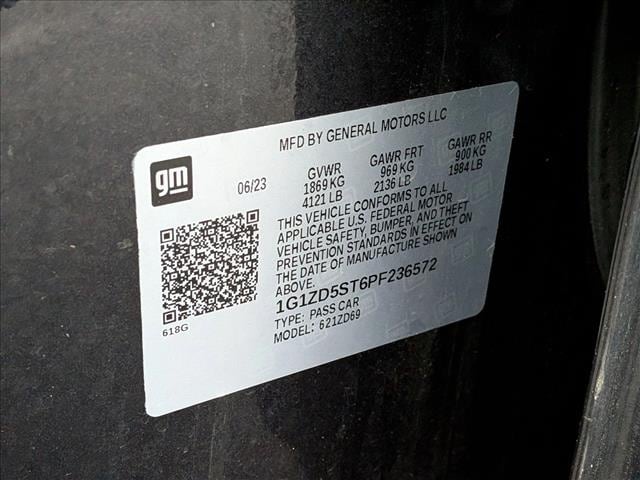 MFD BY GENERAL MOTORS LLC
gm
06/23
GVWR GAWR FRT GAWR RR
1869 KG 969 KG 900 KG
4121 LB 2136 LB 1984 LB
THIS VEHICLE CONFORMS TO ALL
APPLICABLE U.S. FEDERAL MOTOR
VEHICLE SAFETY, BUMPER, AND THEFT
PREVENTION STANDARDS IN EFFECT ON
THE DATE OF MANUFACTURE SHOWN
ABOVE.
1G1ZD5ST6PF236572
TYPE: PASS CAR
MODEL: 621ZD69
618G